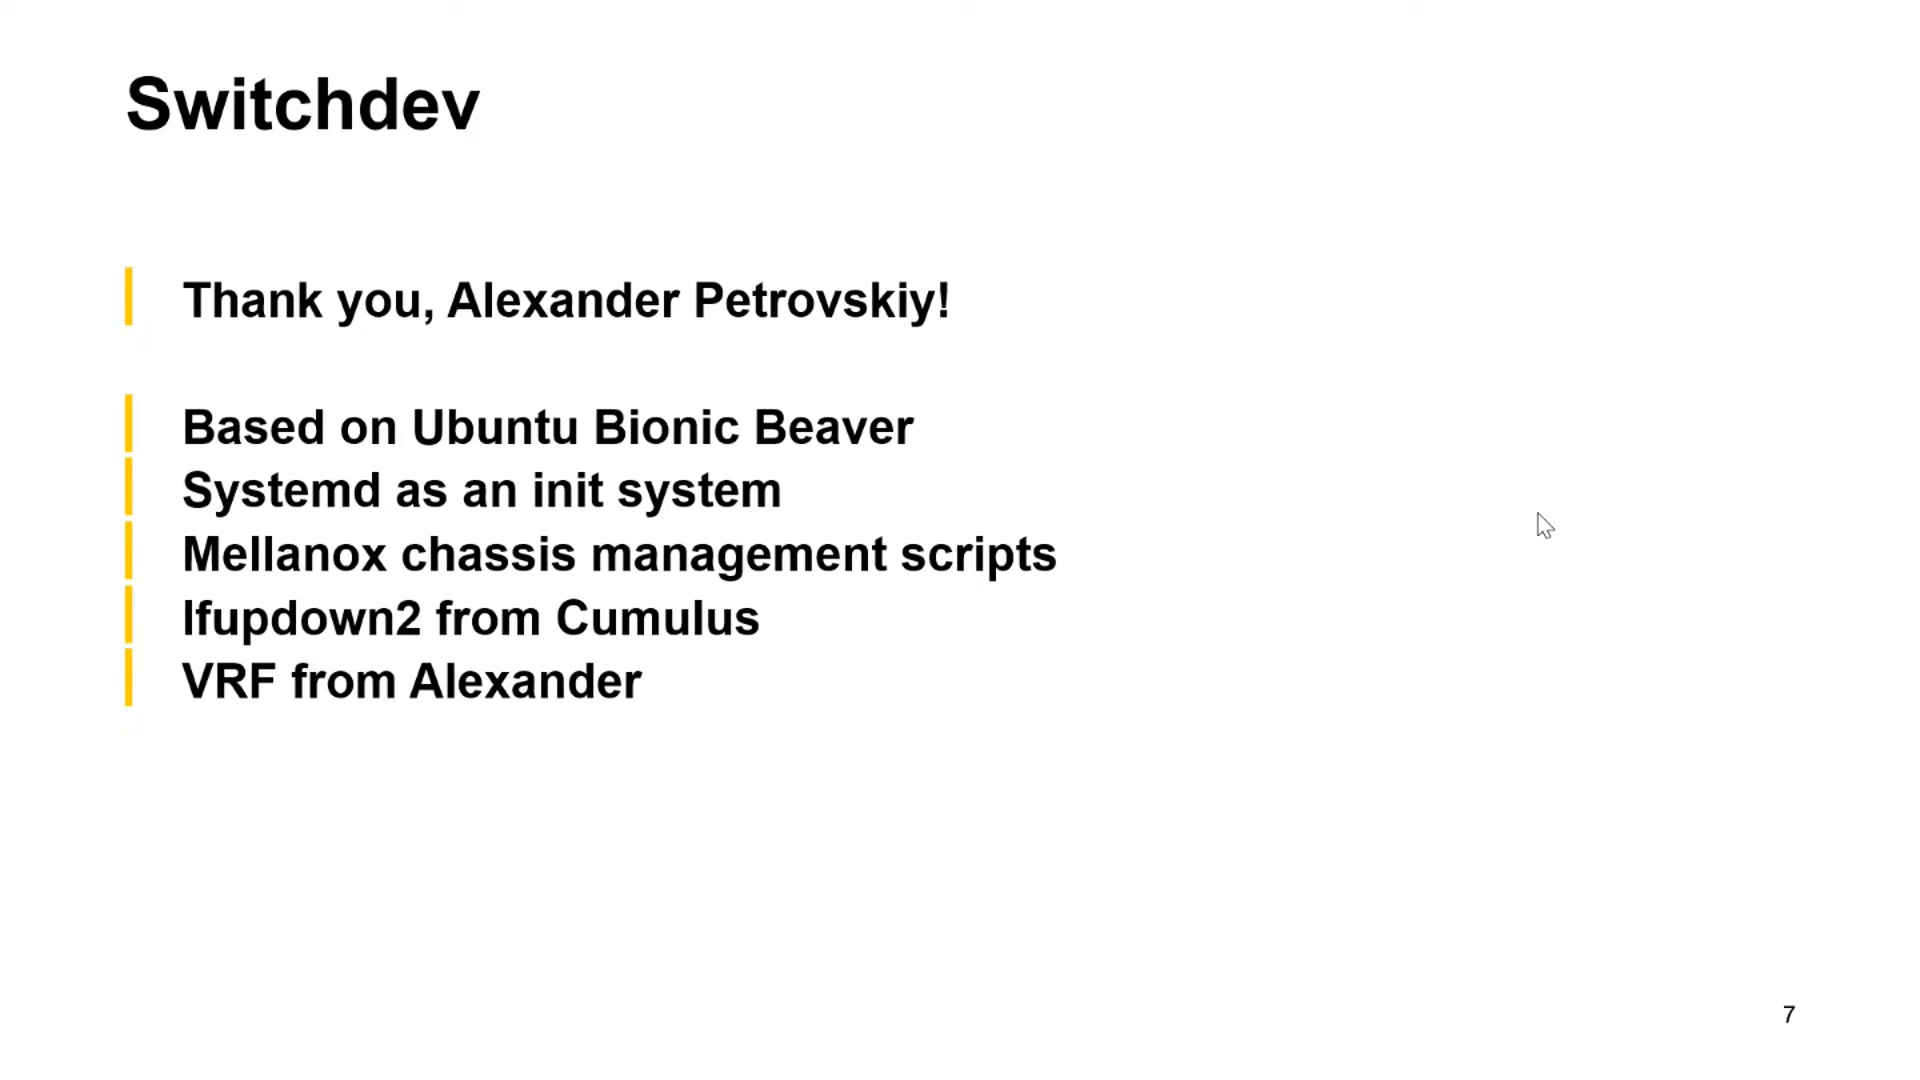 Switchdev
Thank you, Alexander Petrovskiy!
Based on Ubuntu Bionic Beaver
Systemd as an init system
Mellanox chassis management scripts
Ifupdown2 from Cumulus
VRF from Alexander
7